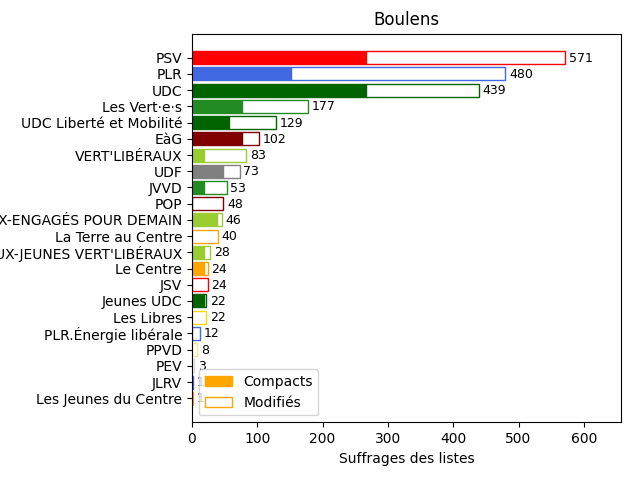 Boulens
PSV 571
PLR 480
UDC 439
Les Vert·e·s 177
UDC Liberté et Mobilité 129
EàG 102
VERT'LIBÉRAUX 83
UDF 73
JVVD 53
POP 48
X-ENGAGÉS POUR DEMAIN 46
La Terre au Centre 40
UX-JEUNES VERT'LIBÉRAUX 28
Le Centre 24
JSV 24
Jeunes UDC 22
Les Libres 22
PLR.Énergie libérale 12
PPVD 8
PEV 3
JLRV
Les Jeunes du Centre
Compacts
Modifiés
0 100 200 300 400 500 600
Suffrages des listes